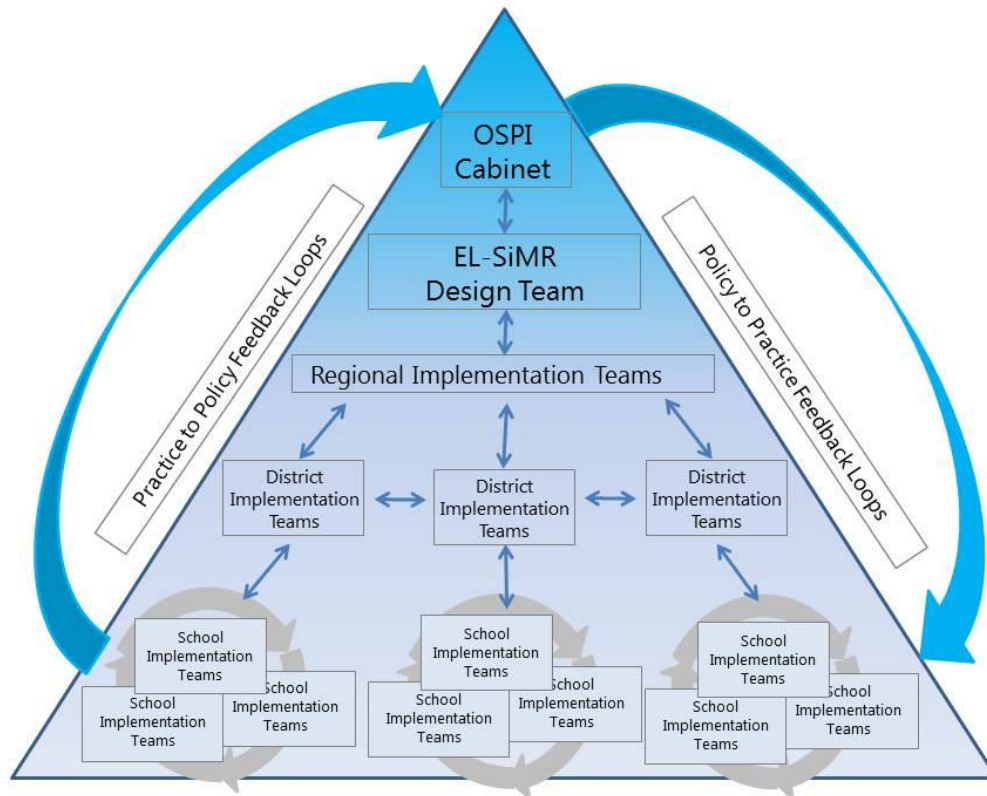 OSPI
Cabinet
EL-SiMR
Design Team
Practice to Policy Feedback Loops
Policy to Practice Feedback Loops
Regional Implementation Teams
District
Implementation
Teams
District
Implementation
Teams
District
Implementation
Teams
School
Implementation
Teams
School
Implementation
Teams
School
Implementation
Teams
School
Implementation
Teams
School
Implementation
Teams
School
Implementation
Teams
School
Implementation
Teams
School
Implementation
Teams
School
Implementation
Teams